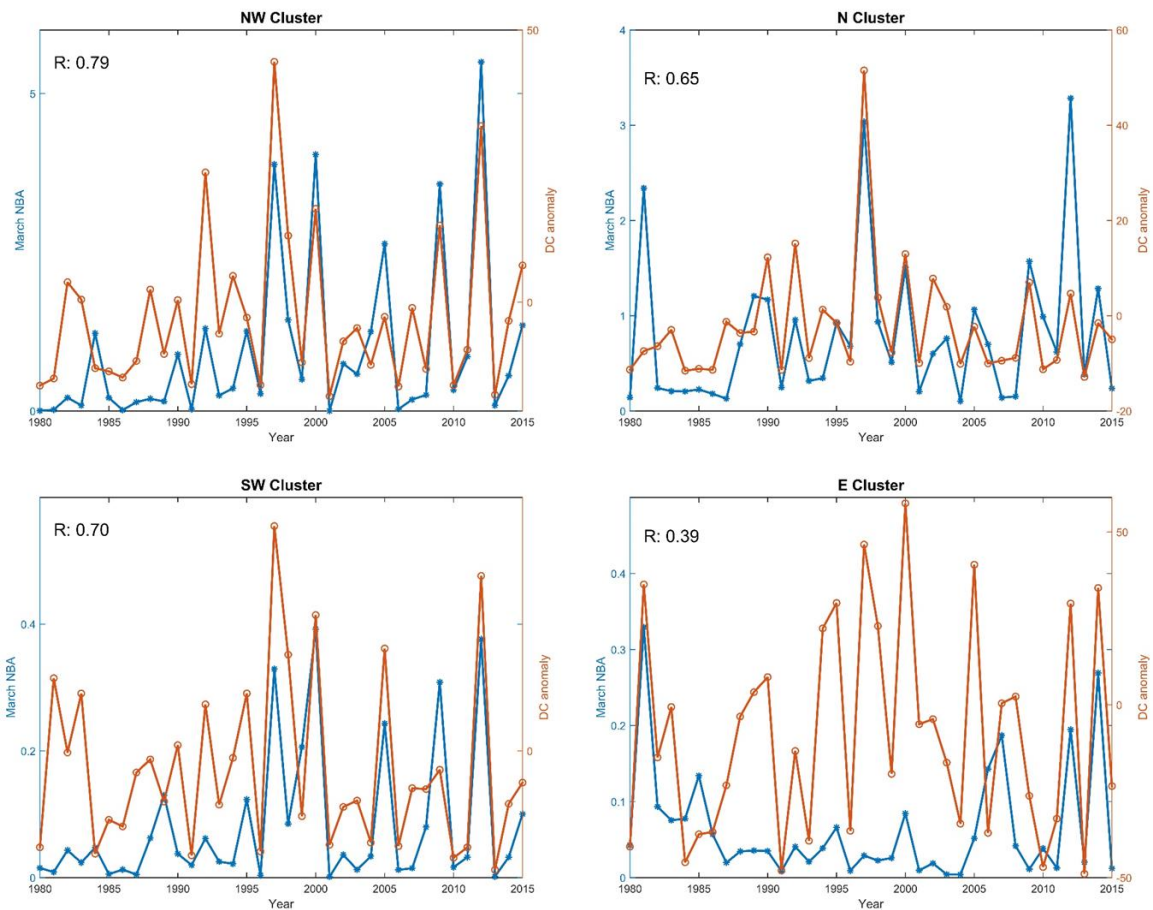 NW Cluster
R: 0.79
March NBA
5
0
50
0
DC anomaly
1980 1985 1990 1995 2000 2005 2010 2015
Year
N Cluster
R: 0.65
March NBA
4
3
2
1
0
60
40
20
0
-20
DC anomaly
1980 1985 1990 1995 2000 2005 2010 2015
Year
SW Cluster
R: 0.70
March NBA
0.4
0.2
0
0
DC anomaly
1980 1985 1990 1995 2000 2005 2010 2015
Year
E Cluster
R: 0.39
March NBA
0.4
0.3
0.2
0.1
0
50
0
-50
DC anomaly
1980 1985 1990 1995 2000 2005 2010 2015
Year